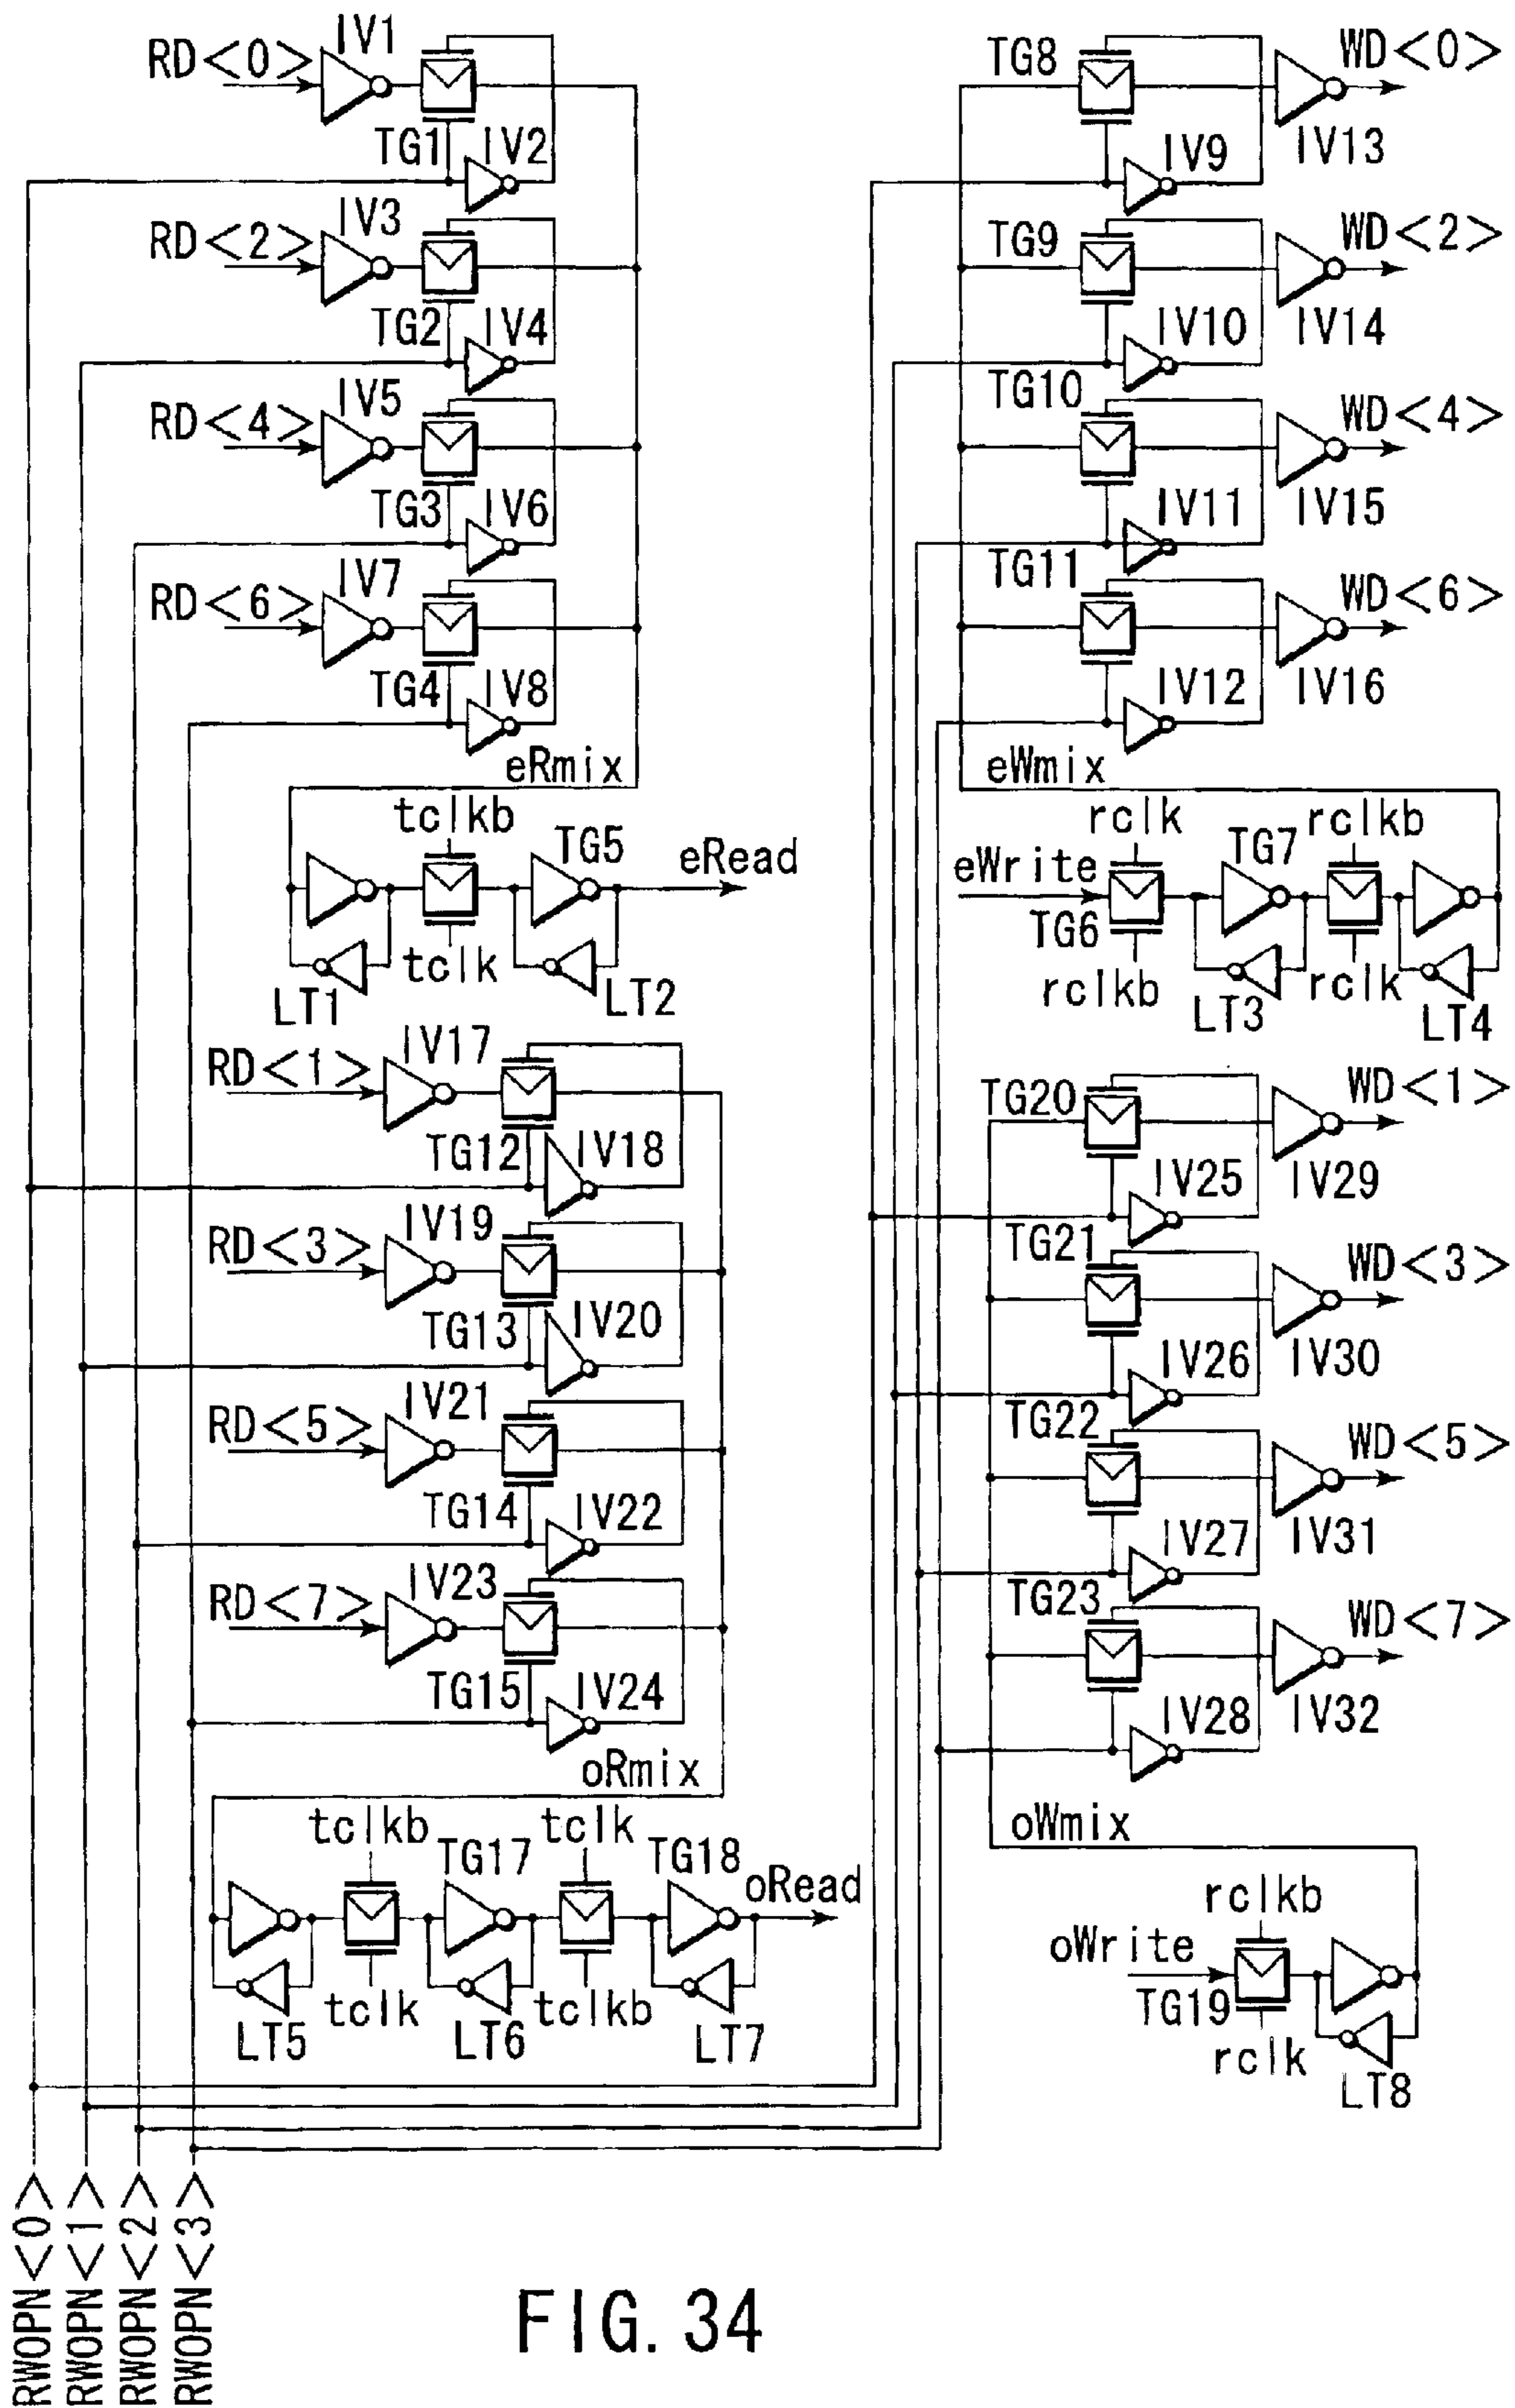 RD<0>
IV1
TG1
IV2
RD<2>
IV3
TG2
IV4
RD<4>
IV5
TG3
IV6
RD<6>
IV7
TG4
IV8
eRmix
tclkb
TG5
eRead
tclk
LT1
LT2
RD<1>
IV17
TG12
IV18
RD<3>
IV19
TG13
IV20
RD<5>
IV21
TG14
IV22
RD<7>
IV23
TG15
IV24
oRmix
tclkb
TG17
tclk
TG18
oRead
tclk
tclkb
LT5
LT6
LT7
TG8
WD<0>
IV9
IV13
TG9
WD<2>
IV10
IV14
TG10
WD<4>
IV11
IV15
TG11
WD<6>
IV12
IV16
eWmix
rclk
TG7
rclkb
eWrite
TG6
rclkb
LT3
rclk
LT4
TG20
WD<1>
IV25
IV29
TG21
WD<3>
IV26
IV30
TG22
WD<5>
IV27
IV31
TG23
WD<7>
IV28
IV32
oWmix
rclkb
oWrite
TG19
rclk
LT8
RWOPN<0>
RWOPN<1>
RWOPN<2>
RWOPN<3>
FIG. 34